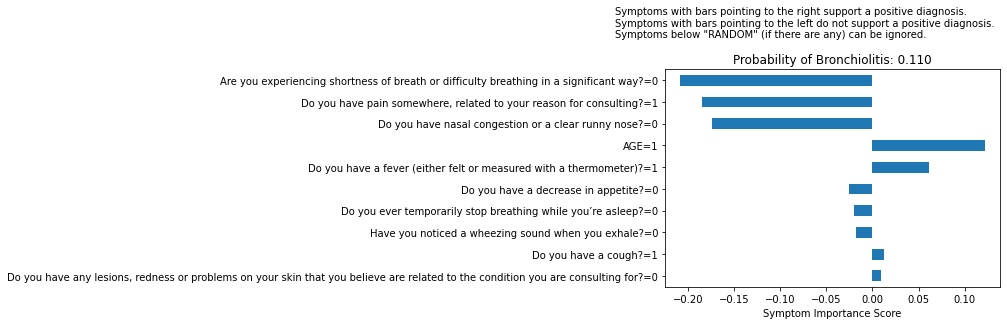 Symptoms with bars pointing to the right support a positive diagnosis.
Symptoms with bars pointing to the left do not support a positive diagnosis.
Symptoms below "RANDOM" (if there are any) can be ignored.
Probability of Bronchiolitis: 0.110
Are you experiencing shortness of breath or difficulty breathing in a significant way?=0
Do you have pain somewhere, related to your reason for consulting?=1
Do you have nasal congestion or a clear runny nose?=0
AGE=1
Do you have a fever (either felt or measured with a thermometer)?=1
Do you have a decrease in appetite?=0
Do you ever temporarily stop breathing while you’re asleep?=0
Have you noticed a wheezing sound when you exhale?=0
Do you have a cough?=1
Do you have any lesions, redness or problems on your skin that you believe are related to the condition you are consulting for?=0
−0.20 −0.15 −0.10 −0.05 0.00 0.05 0.10
Symptom Importance Score